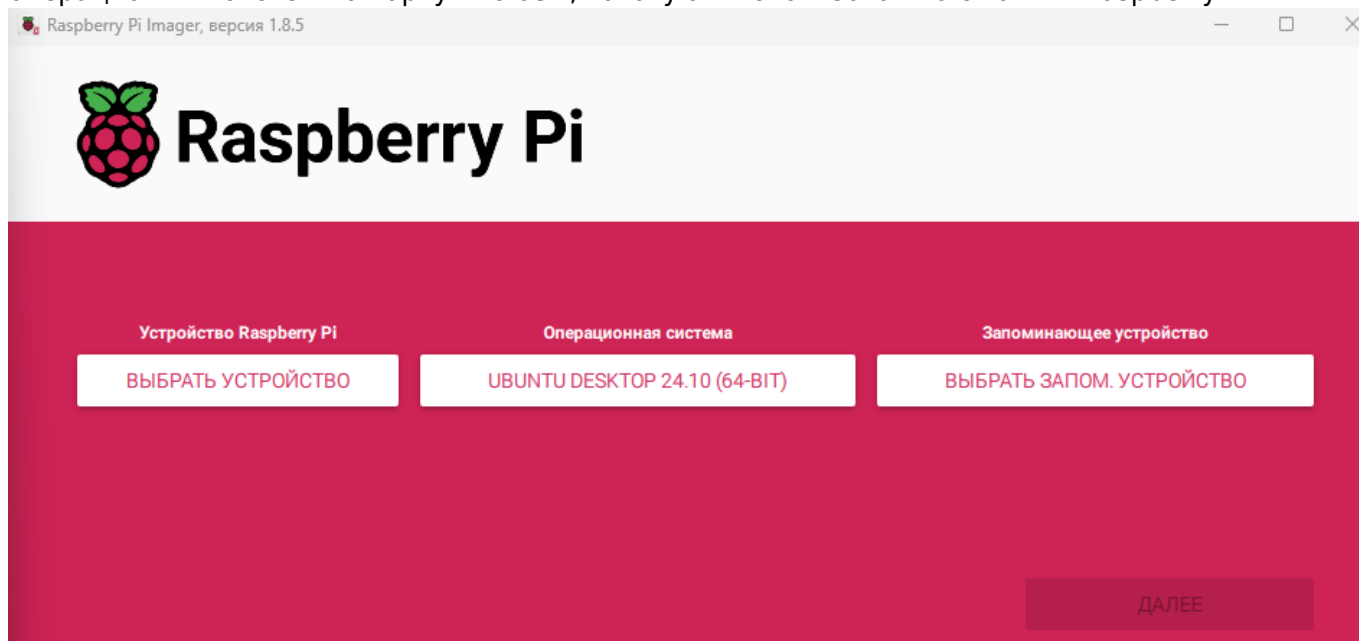 Raspberry Pi Imager, версия 1.8.5
Raspberry Pi
Устройство Raspberry Pi Операционная система Запоминающее устройство
ВЫБРАТЬ УСТРОЙСТВО UBUNTU DESKTOP 24.10 (64-BIT) ВЫБРАТЬ ЗАПОМ. УСТРОЙСТВО
ДАЛЕЕ